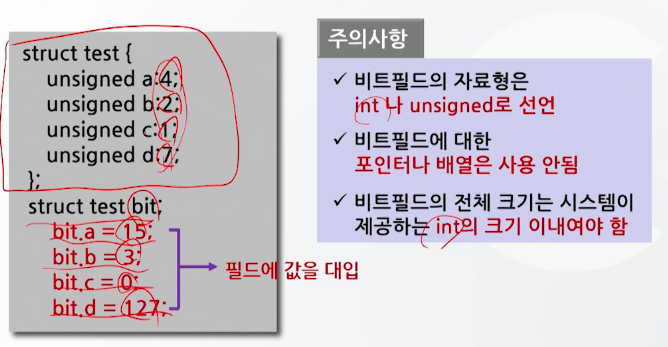 struct test {
unsigned a:4;
unsigned b:2;
unsigned c:1;
unsigned d:7;
};
struct test bit;
bit.a = 15;
bit.b = 3;
bit.c = 0;
bit.d = 127;
필드에 값을 대입
주의사항
✓ 비트필드의 자료형은
int 나 unsigned로 선언
✓ 비트필드에 대한
포인터나 배열은 사용 안됨
✓ 비트필드의 전체 크기는 시스템이
제공하는 int의 크기 이내여야 함